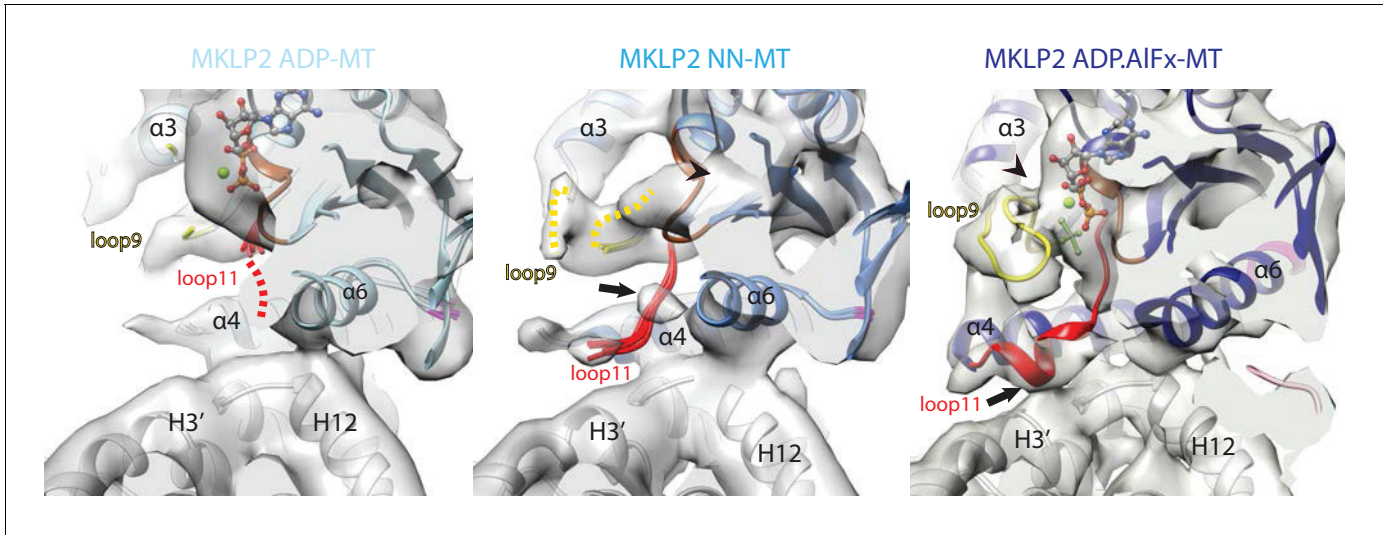 MKLP2 ADP-MT
MKLP2 NN-MT
MKLP2 ADP.AlFx-MT
α3
loop9
loop11
α4
α6
H3′
H12
α3
loop9
α4
α6
loop11
H3′
H12
α3
loop9
α6
α4
loop11
H3′
H12